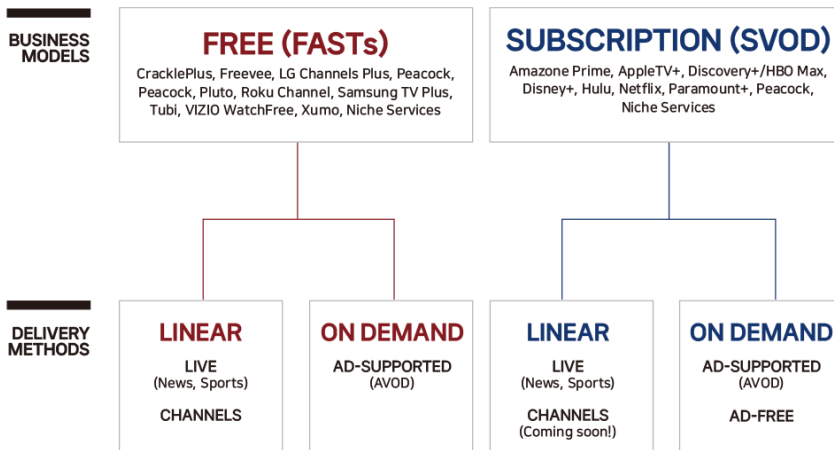 BUSINESS
MODELS
FREE (FASTs)
CracklePlus, Freevee, LG Channels Plus, Peacock,
Peacock, Pluto, Roku Channel, Samsung TV Plus,
Tubi, VIZIO WatchFree, Xumo, Niche Services
SUBSCRIPTION (SVOD)
Amazone Prime, AppleTV+, Discovery+/HBO Max,
Disney+, Hulu, Netflix, Paramount+, Peacock,
Niche Services
DELIVERY
METHODS
LINEAR
LIVE
(News, Sports)
CHANNELS
ON DEMAND
AD-SUPPORTED
(AVOD)
LINEAR
LIVE
(News, Sports)
CHANNELS
(Coming soon!)
ON DEMAND
AD-SUPPORTED
(AVOD)
AD-FREE